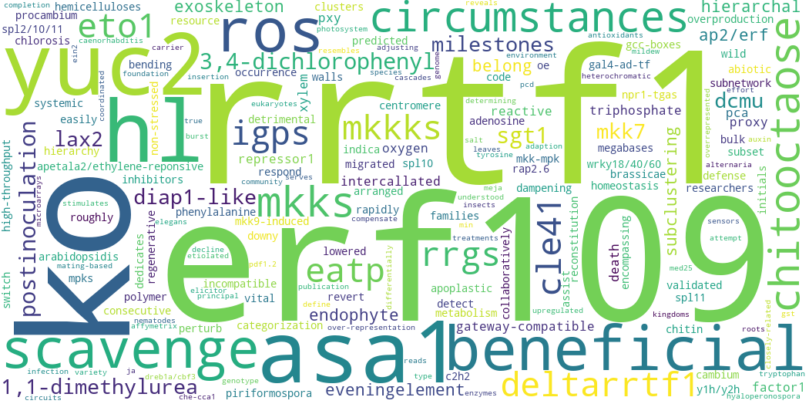 completion hemicelluloses exoskeleton clusters circumstances hierarchal
procambium resource pxy predicted overproduction
spl2/10/11 eto1 ros milestones gcc-boxes ap2/erf
chlorosis caenorhabditis carrier photosystem adjusting environment antioxidants
yuc2 3,4-dichlorophenyl belong oe gal4-ad-tf wild
bending resembles species code abiotic
ein2 foundation insertion walls cascades genome heterochromatic subnetwork
systemic coordinated occurrence xylem reactive npr1-tgas
non-stressed hl rrtf1 dcmu
true eukaryotes centromere adenosine triphosphate pca proxy
easily burst detrimental mkkks sgt1 mkk7 bulk
lax2 igps indica oxygen mkk-mpk megabases overrepresented effort auxin
hierarchy repressor1 migrated spl10 rap2.6 wrky18/40/60 subset
apetala2/ethylene-reponsive respond salt determining adaption brassicae alternaria
postinoculation inhibitors intercallated leaves tyrosine dampening defense
high-throughput microarrays diap1-like mkks arranged families meja homeostasis researchers initials
roughly phenylalanine community serves rapidly compensate understood insects sensors
ko mkk9-induced elegans lowered min death attempt
arabidopsidis dedicates regenerative downy decline etiolated rrgs cle41 collaboratively treatments encompassing reconstitution subclustering chitooctaose
stimulates mating-based incompatible pdf1.2 eatp differentially apoplastic med25 validated
switch mpks polymer elicitor principal vital publication revert detect upregulated assist spl11
erf109
consecutive perturb define endophyte metabolism kingdoms closely-related
affymetrix nematodes categorization over-representation gateway-compatible chitin gst
scavenge asa1 beneficial
infection variety ja genotype type reads c2h2 roots tryptophan
1,1-dimethylurea dreb1a/cbf3 eveningelement enzymes deltarrtf1 cambium factor1
circuits che-cca1 piriformospora y1h/y2h hyaloperonospora